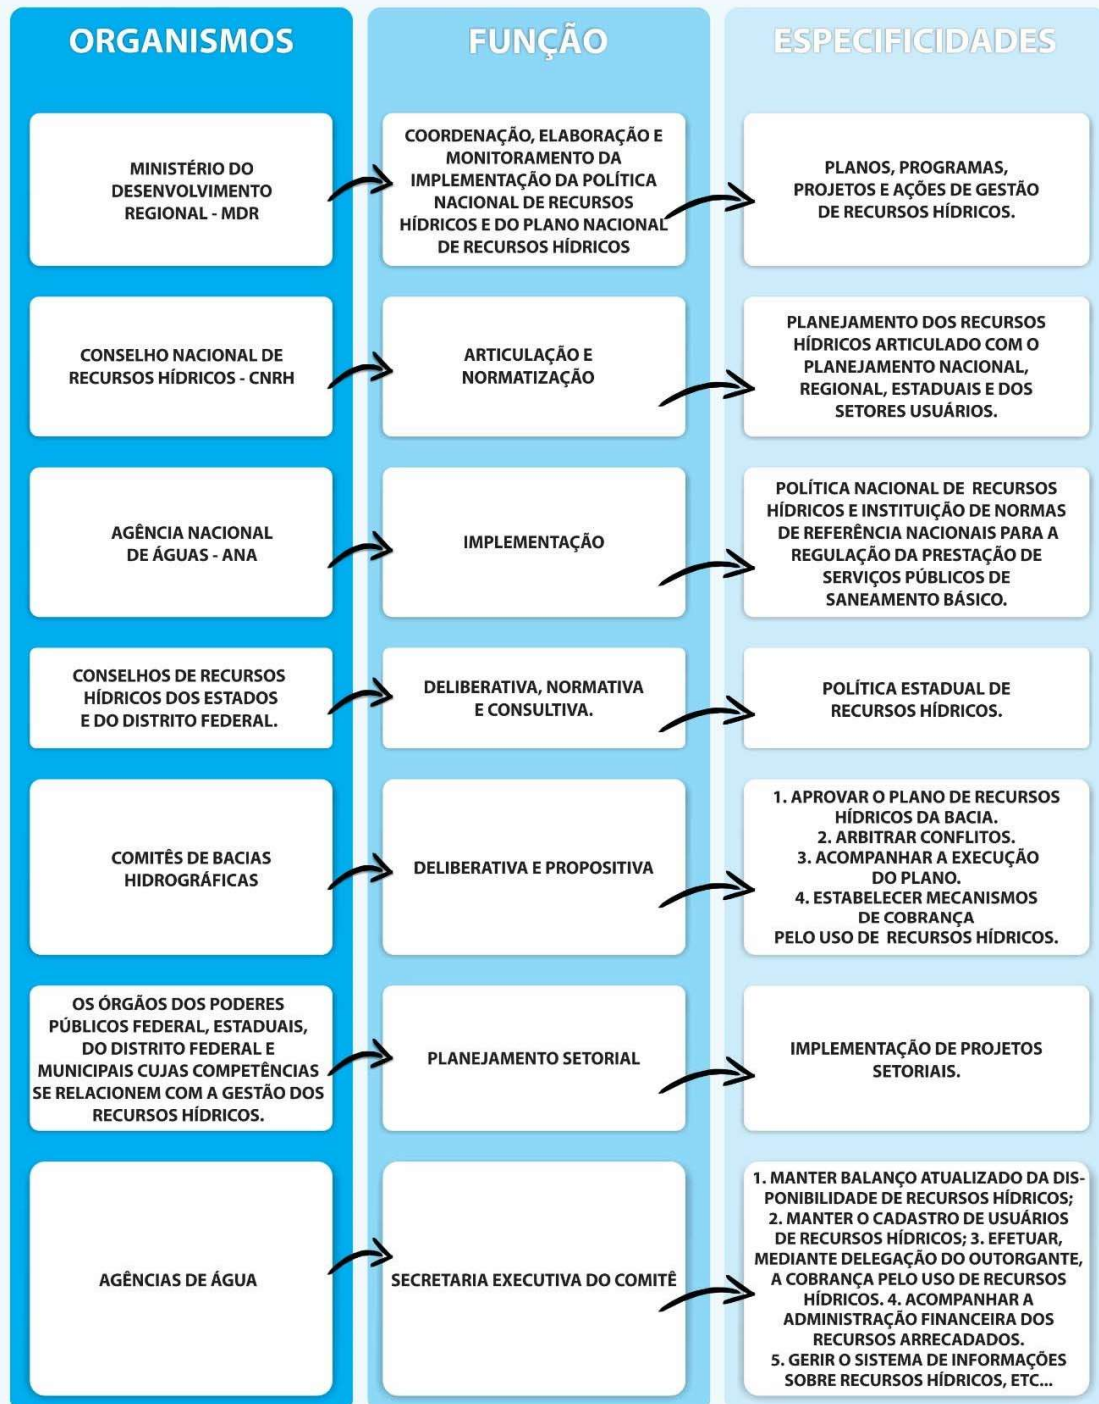 ORGANISMOS
FUNÇÃO
ESPECIFICIDADES
MINISTÉRIO DO
DESENVOLVIMENTO
REGIONAL - MDR
COORDENAÇÃO, ELABORAÇÃO E
MONITORAMENTO DA
IMPLEMENTAÇÃO DA POLÍTICA
NACIONAL DE RECURSOS
HÍDRICOS E DO PLANO NACIONAL
DE RECURSOS HÍDRICOS
PLANOS, PROGRAMAS,
PROJETOS E AÇÕES DE GESTÃO
DE RECURSOS HÍDRICOS.
CONSELHO NACIONAL DE
RECURSOS HÍDRICOS - CNRH
ARTICULAÇÃO E
NORMATIZAÇÃO
PLANEJAMENTO DOS RECURSOS
HÍDRICOS ARTICULADO COM O
PLANEJAMENTO NACIONAL,
REGIONAL, ESTADUAIS E DOS
SETORES USUÁRIOS.
AGÊNCIA NACIONAL
DE ÁGUAS - ANA
IMPLEMENTAÇÃO
POLÍTICA NACIONAL DE RECURSOS
HÍDRICOS E INSTITUIÇÃO DE NORMAS
DE REFERÊNCIA NACIONAIS PARA A
REGULAÇÃO DA PRESTAÇÃO DE
SERVIÇOS PÚBLICOS DE
SANEAMENTO BÁSICO.
CONSELHOS DE RECURSOS
HÍDRICOS DOS ESTADOS
E DO DISTRITO FEDERAL.
DELIBERATIVA, NORMATIVA
E CONSULTIVA.
POLÍTICA ESTADUAL DE
RECURSOS HÍDRICOS.
COMITÊS DE BACIAS
HIDROGRÁFICAS
DELIBERATIVA E PROPOSITIVA
1. APROVAR O PLANO DE RECURSOS
HÍDRICOS DA BACIA.
2. ARBITRAR CONFLITOS.
3. ACOMPANHAR A EXECUÇÃO
DO PLANO.
4. ESTABELECER MECANISMOS
DE COBRANÇA
PELO USO DE RECURSOS HÍDRICOS.
OS ÓRGÃOS DOS PODERES
PÚBLICOS FEDERAL, ESTADUAIS,
DO DISTRITO FEDERAL E
MUNICIPAIS CUJAS COMPETÊNCIAS
SE RELACIONEM COM A GESTÃO DOS
RECURSOS HÍDRICOS.
PLANEJAMENTO SETORIAL
IMPLEMENTAÇÃO DE PROJETOS
SETORIAIS.
AGÊNCIAS DE ÁGUA
SECRETARIA EXECUTIVA DO COMITÊ
1. MANTER BALANÇO ATUALIZADO DA DIS-
PONIBILIDADE DE RECURSOS HÍDRICOS;
2. MANTER O CADASTRO DE USUÁRIOS
DE RECURSOS HÍDRICOS; 3. EFETUAR,
MEDIANTE DELEGAÇÃO DO OUTORGANTE,
A COBRANÇA PELO USO DE RECURSOS
HÍDRICOS. 4. ACOMPANHAR A
ADMINISTRAÇÃO FINANCEIRA DOS
RECURSOS ARRECADADOS.
5. GERIR O SISTEMA DE INFORMAÇÕES
SOBRE RECURSOS HÍDRICOS, ETC...